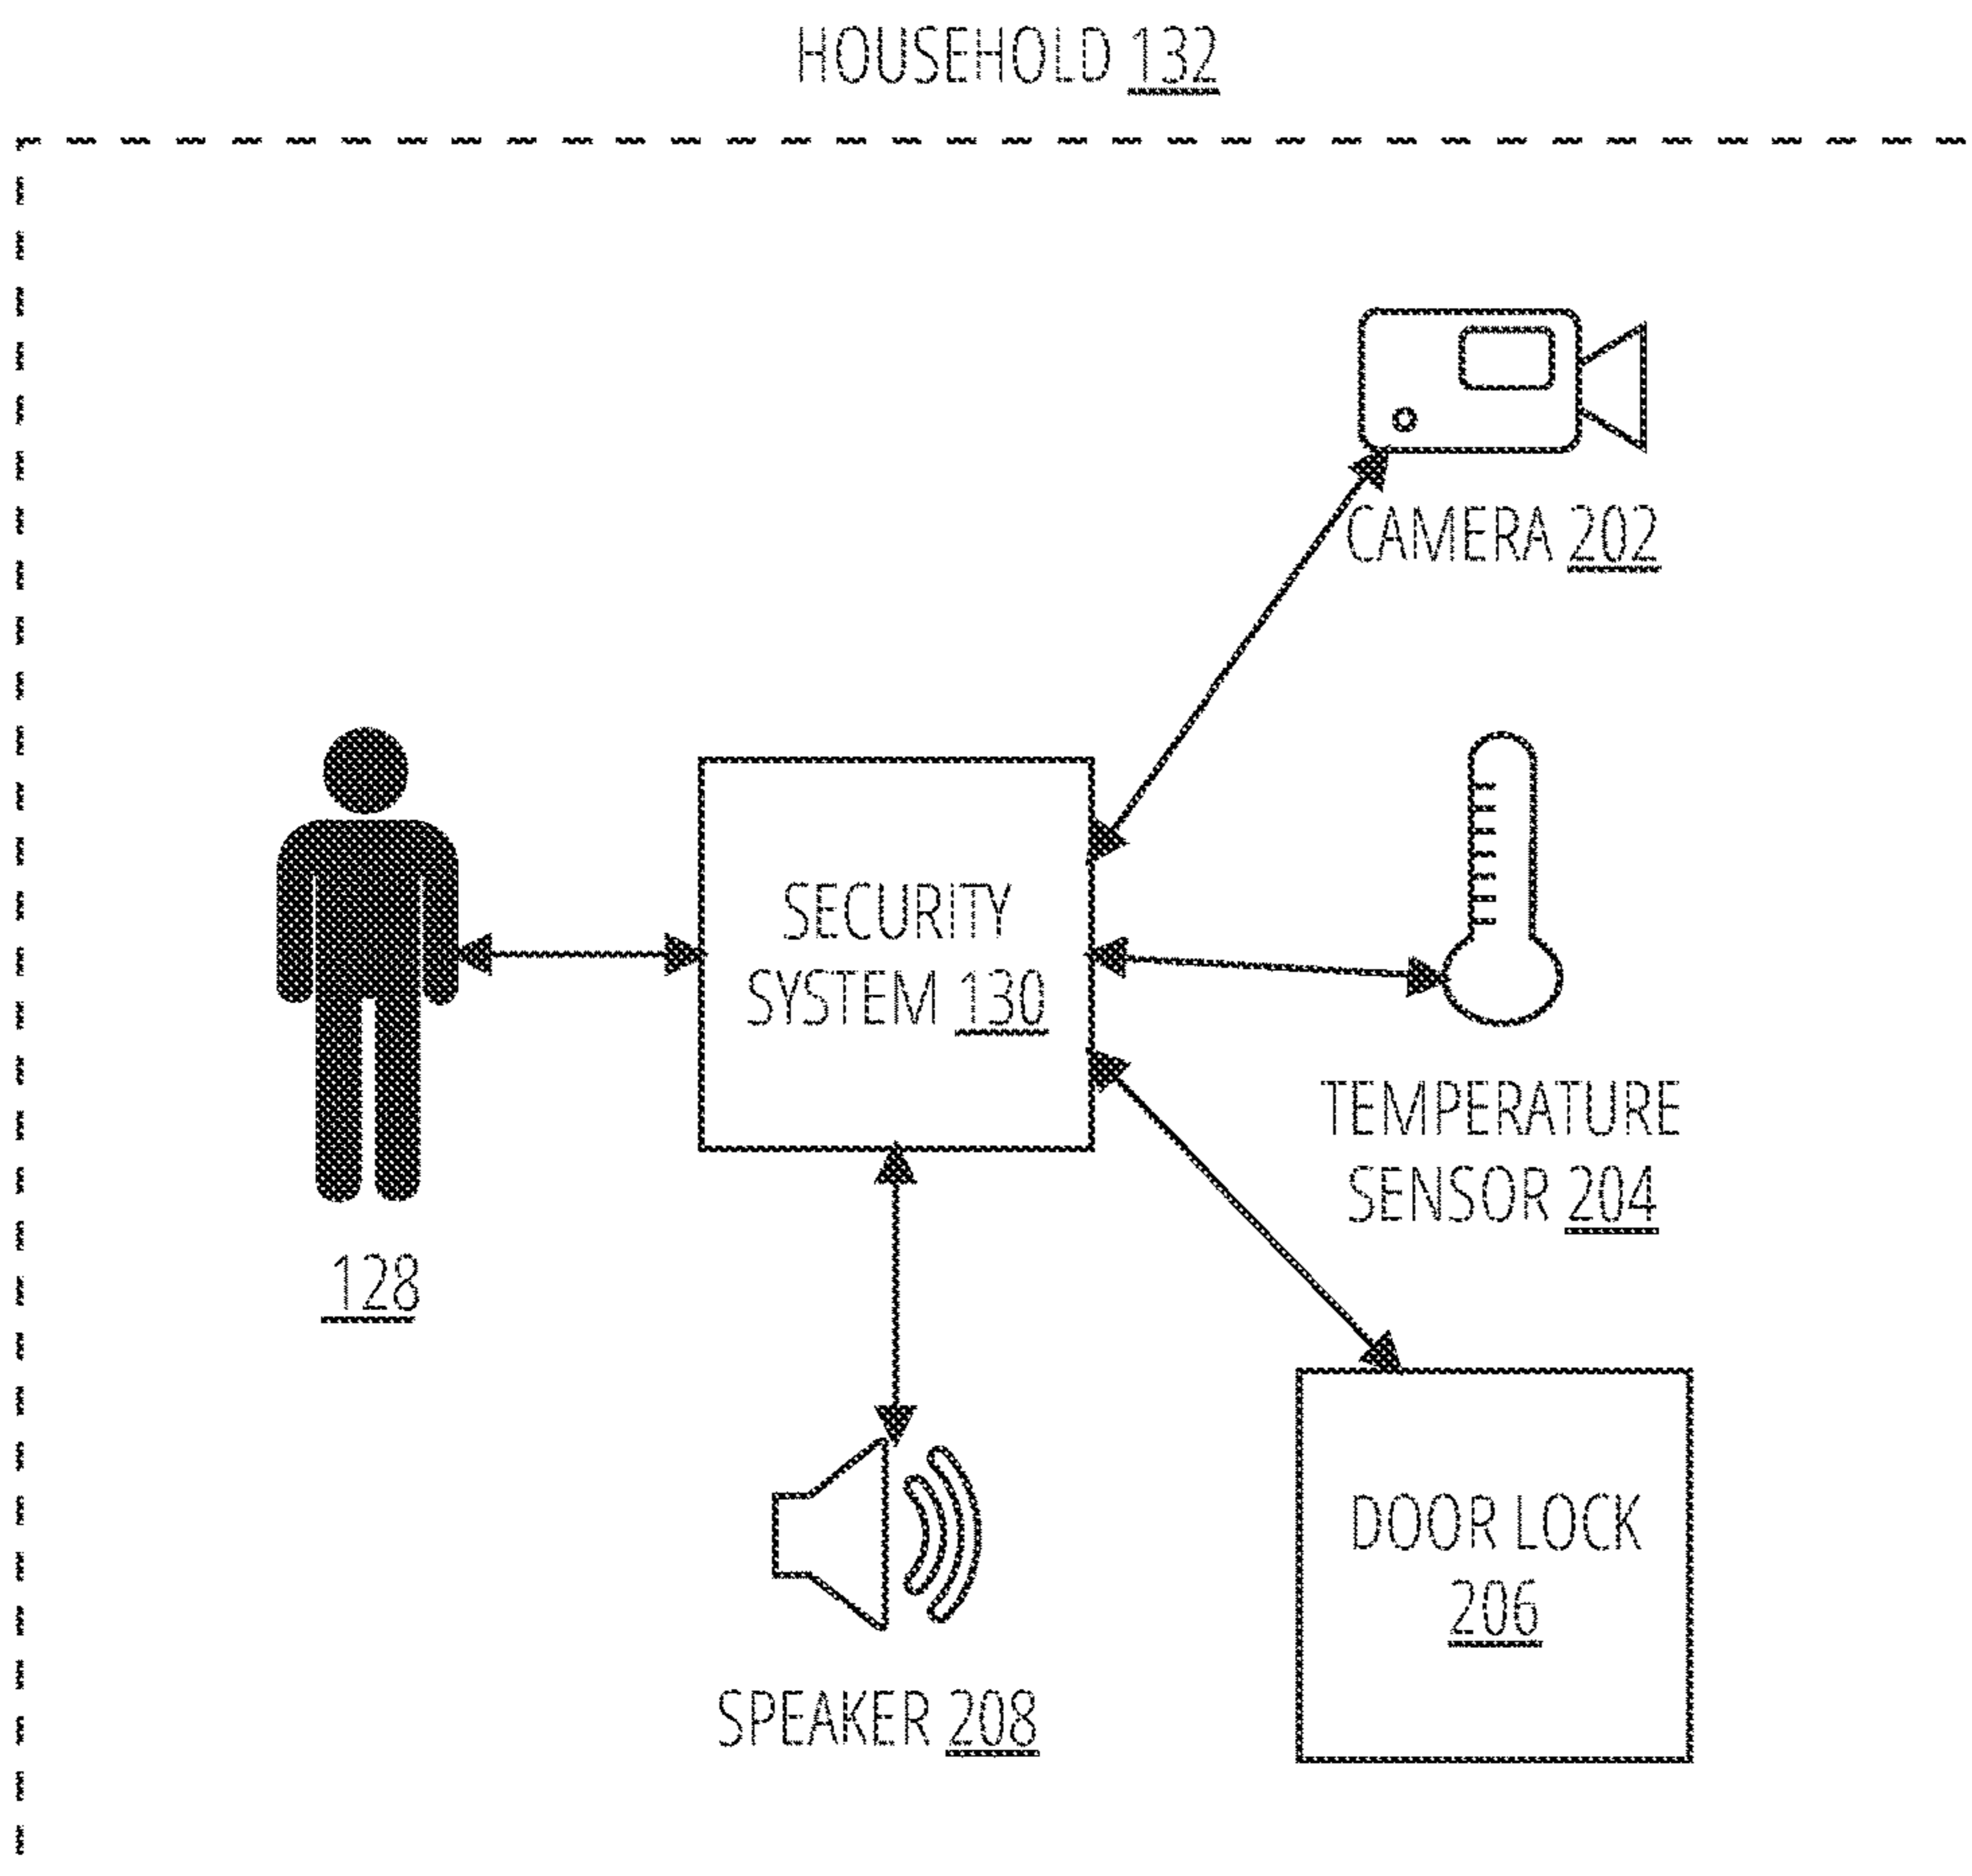 HOUSEHOLD 132
CAMERA 202
SECURITY
SYSTEM 130
TEMPERATURE
SENSOR 204
128
DOOR LOCK
206
SPEAKER 208